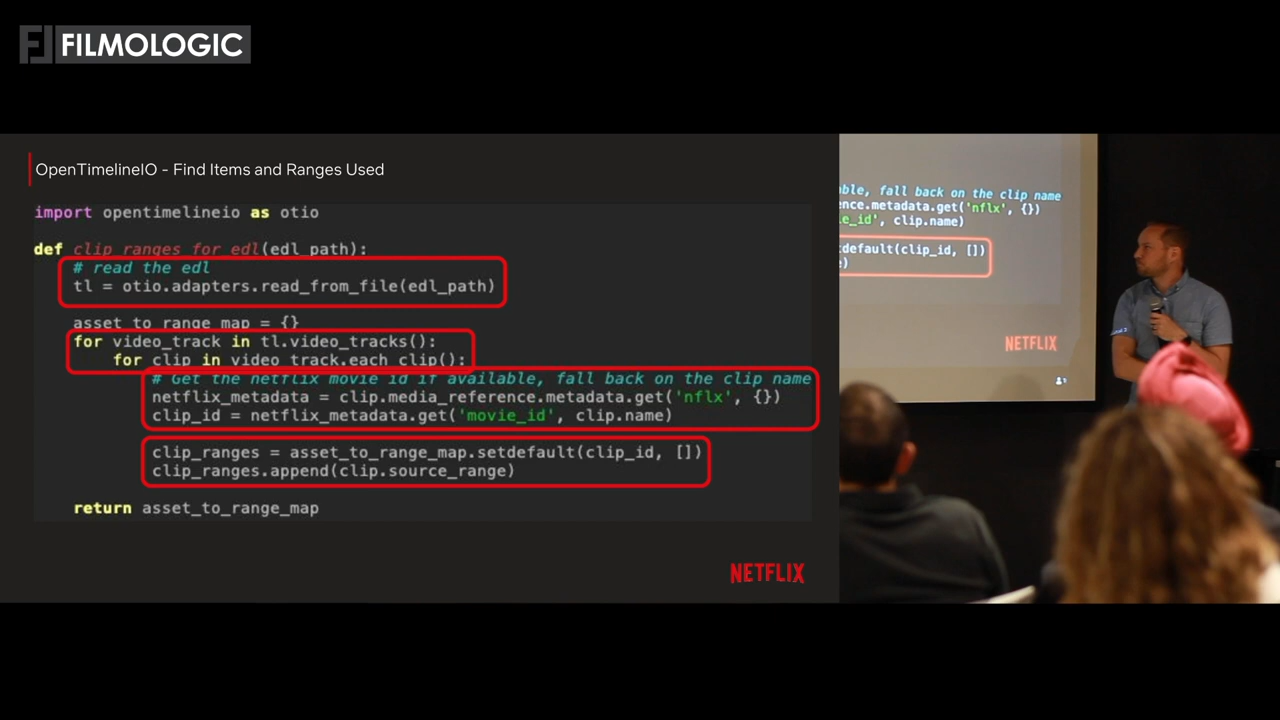 FILMOLOGIC
OpenTimelineIO - Find Items and Ranges Used
import opentimelineio as otio
def clip_ranges_for_edl(edl_path):
# read the edl
tl = otio.adapters.read_from_file(edl_path)
asset_to_range_map = {}
for video_track in tl.video_tracks():
for clip in video_track.each_clip():
# Get the netflix movie id if available, fall back on the clip name
netflix_metadata = clip.media_reference.metadata.get('nflx', {})
clip_id = netflix_metadata.get('movie_id', clip.name)
clip_ranges = asset_to_range_map.setdefault(clip_id, [])
clip_ranges.append(clip.source_range)
return asset_to_range_map
NETFLIX
ble, fall back on the clip name
nce.metadata.get('nflx', {})
e_id', clip.name)
default(clip_id, [])
)
NETFLIX